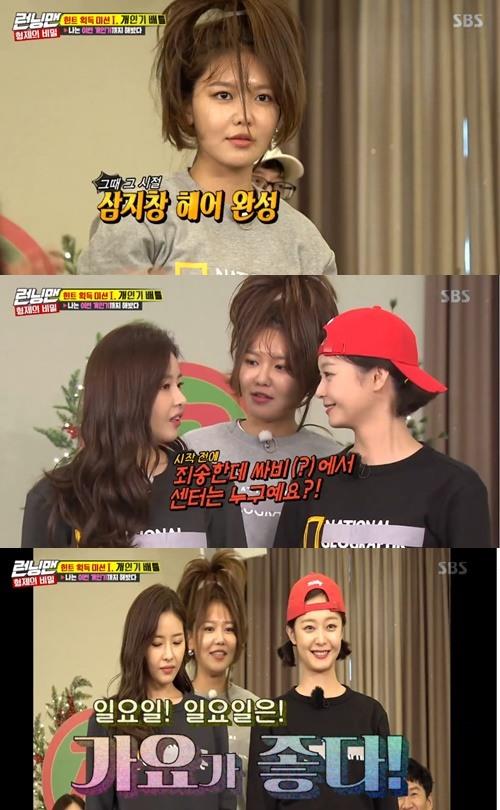 런닝맨
형제의 비밀
힌트 획득 미션 1. 개인기 배틀
나는 이런 개인기까지 해봤다
SBS
그때 그 시절
삼지창 헤어 완성
NATIONAL
런닝맨
형제의 비밀
힌트 획득 미션 1. 개인기 배틀
나는 이런 개인기까지 해봤다
SBS
시작 전에
죄송한데 싸비(?)에서
센터는 누구예요?!
NATIONAL
NATIONAL
GEOGRAPHIC
런닝맨
형제의 비밀
힌트 획득 미션 1. 개인기 배틀
나는 이런 개인기까지 해봤다
SBS
일요일! 일요일은!
가요가 좋다!